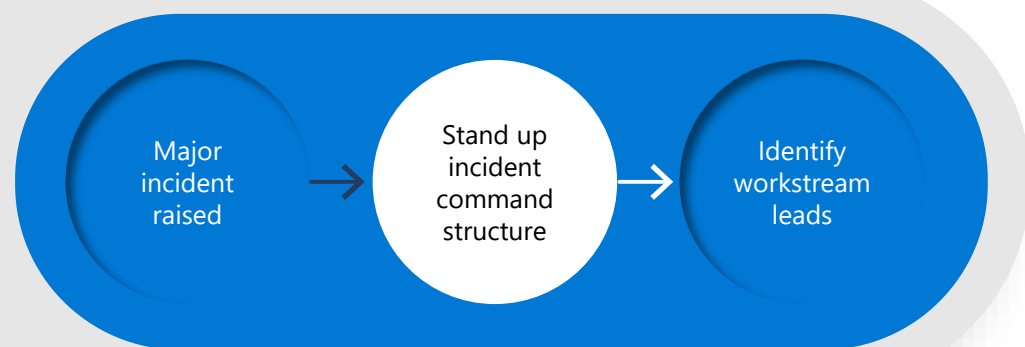 Major
incident
raised
Stand up
incident
command
structure
Identify
workstream
leads